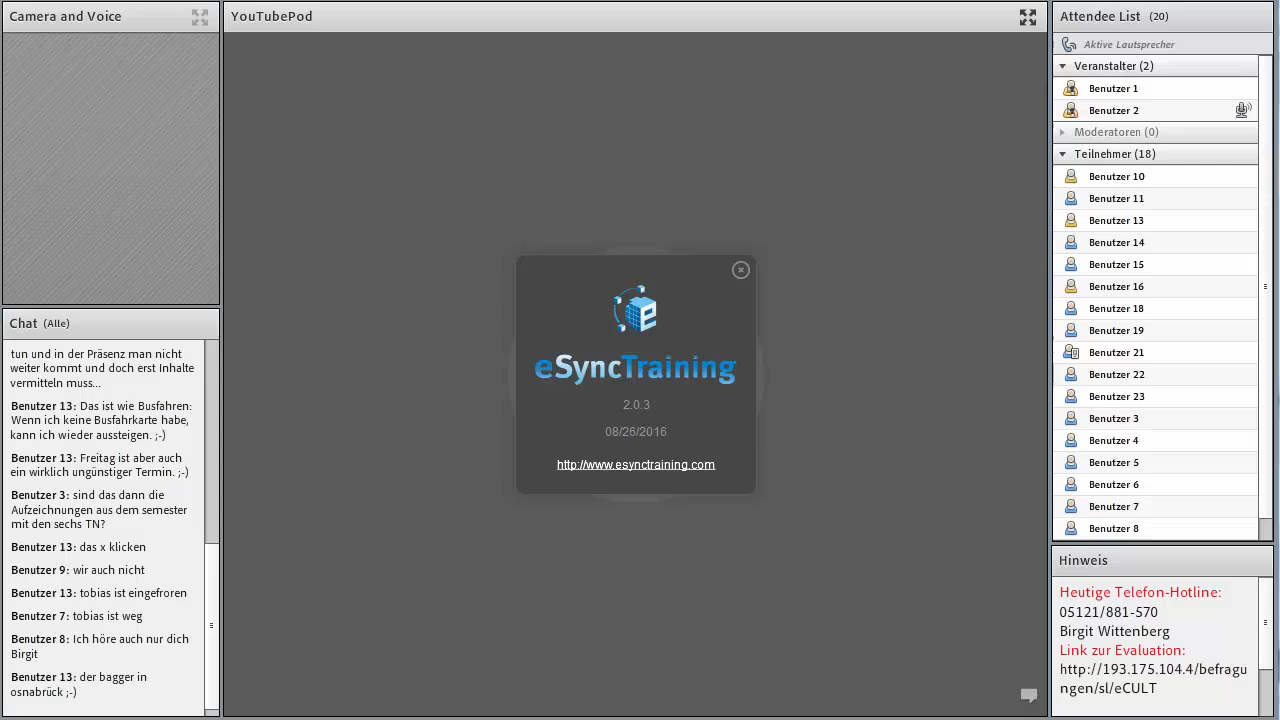 Camera and Voice
Chat (Alle)
tun und in der Präsenz man nicht
weiter kommt und doch erst Inhalte
vermitteln muss...
Benutzer 13: Das ist wie Busfahren:
Wenn ich keine Busfahrkarte habe,
kann ich wieder aussteigen. ;-)
Benutzer 13: Freitag ist aber auch
ein wirklich ungünstiger Termin. ;-)
Benutzer 3: sind das dann die
Aufzeichnungen aus dem semester
mit den sechs TN?
Benutzer 13: das x klicken
Benutzer 9: wir auch nicht
Benutzer 13: tobias ist eingefroren
Benutzer 7: tobias ist weg
Benutzer 8: Ich höre auch nur dich
Birgit
Benutzer 13: der bagger in
osnabrück ;-)
YouTubePod
e
eSyncTraining
2.0.3
08/26/2016
http://www.esynctraining.com
Attendee List (20)
Aktive Lautsprecher
Veranstalter (2)
Benutzer 1
Benutzer 2
Moderatoren (0)
Teilnehmer (18)
Benutzer 10
Benutzer 11
Benutzer 13
Benutzer 14
Benutzer 15
Benutzer 16
Benutzer 18
Benutzer 19
Benutzer 21
Benutzer 22
Benutzer 23
Benutzer 3
Benutzer 4
Benutzer 5
Benutzer 6
Benutzer 7
Benutzer 8
Hinweis
Heutige Telefon-Hotline:
05121/881-570
Birgit Wittenberg
Link zur Evaluation:
http://193.175.104.4/befragu
ngen/sl/eCULT